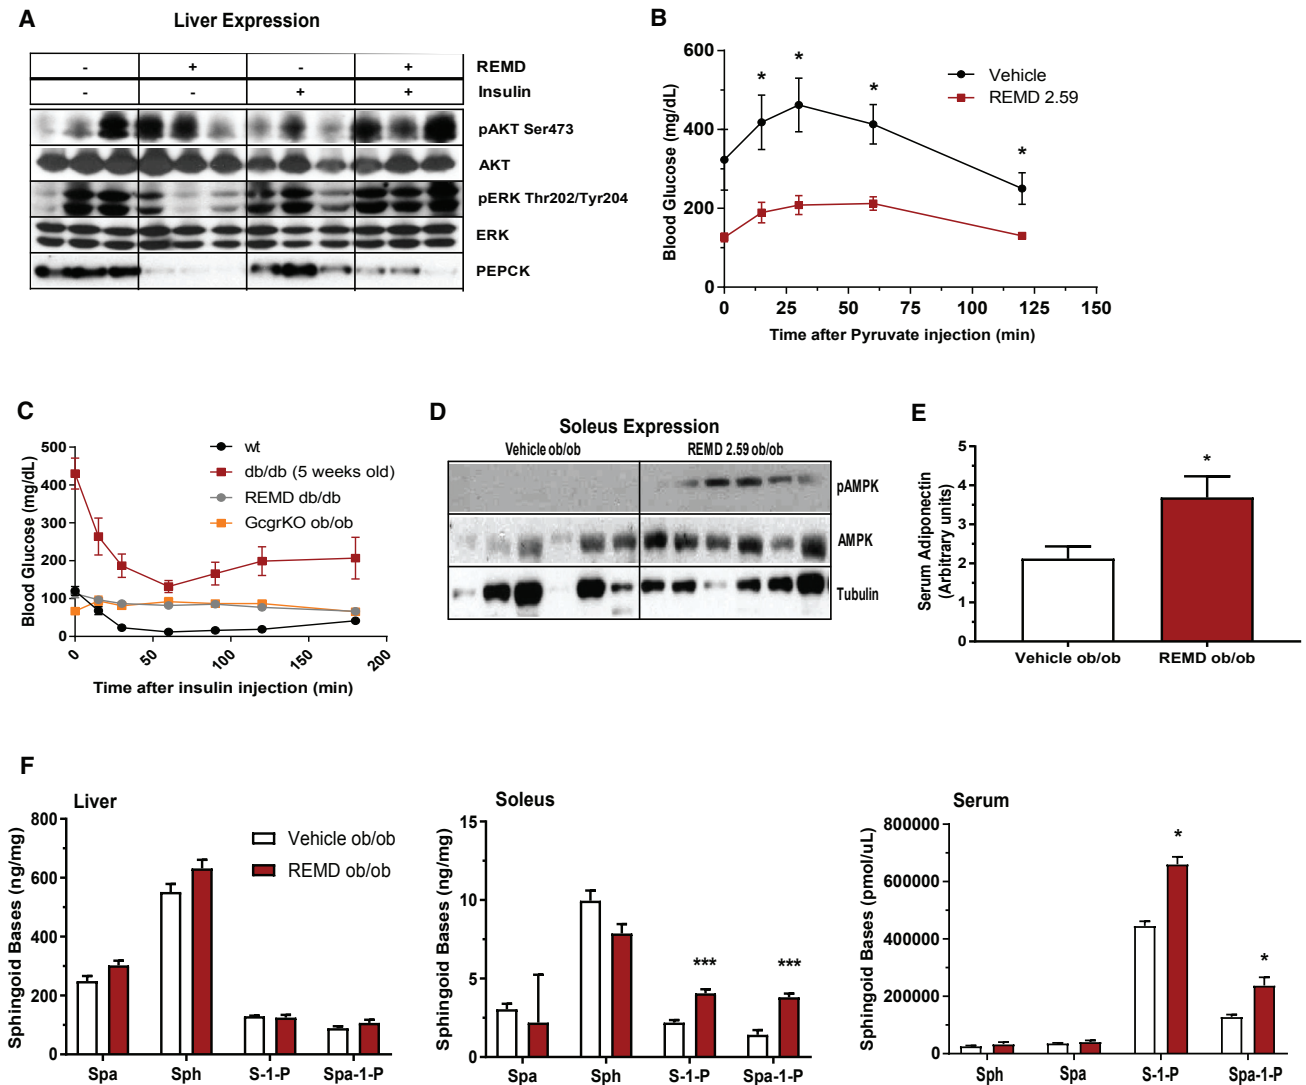 A
Liver Expression
- + - + REMD
- - + + Insulin
pAKT Ser473
AKT
pERK Thr202/Tyr204
ERK
PEPCK
B
Blood Glucose (mg/dL)
600
400
200
0
* * * *
Vehicle
REMD 2.59
0 25 50 75 100 125 150
Time after Pyruvate injection (min)
C
Blood Glucose (mg/dL)
500
400
300
200
100
0
wt
db/db (5 weeks old)
REMD db/db
GcgrKO ob/ob
0 50 100 150 200
Time after insulin injection (min)
D
Soleus Expression
Vehicle ob/ob REMD 2.59 ob/ob
pAMPK
AMPK
Tubulin
E
Serum Adiponectin
(Arbitrary units)
5
4
3
2
1
0
*
Vehicle ob/ob REMD ob/ob
F
Liver
Sphingoid Bases (ng/mg)
800
600
400
200
0
Vehicle ob/ob
REMD ob/ob
Spa Sph S-1-P Spa-1-P
Soleus
Sphingoid Bases (ng/mg)
15
10
5
0
*** ***
Spa Sph S-1-P Spa-1-P
Serum
Sphingoid Bases (pmol/uL)
800000
600000
400000
200000
0
* *
Sph Spa S-1-P Spa-1-P